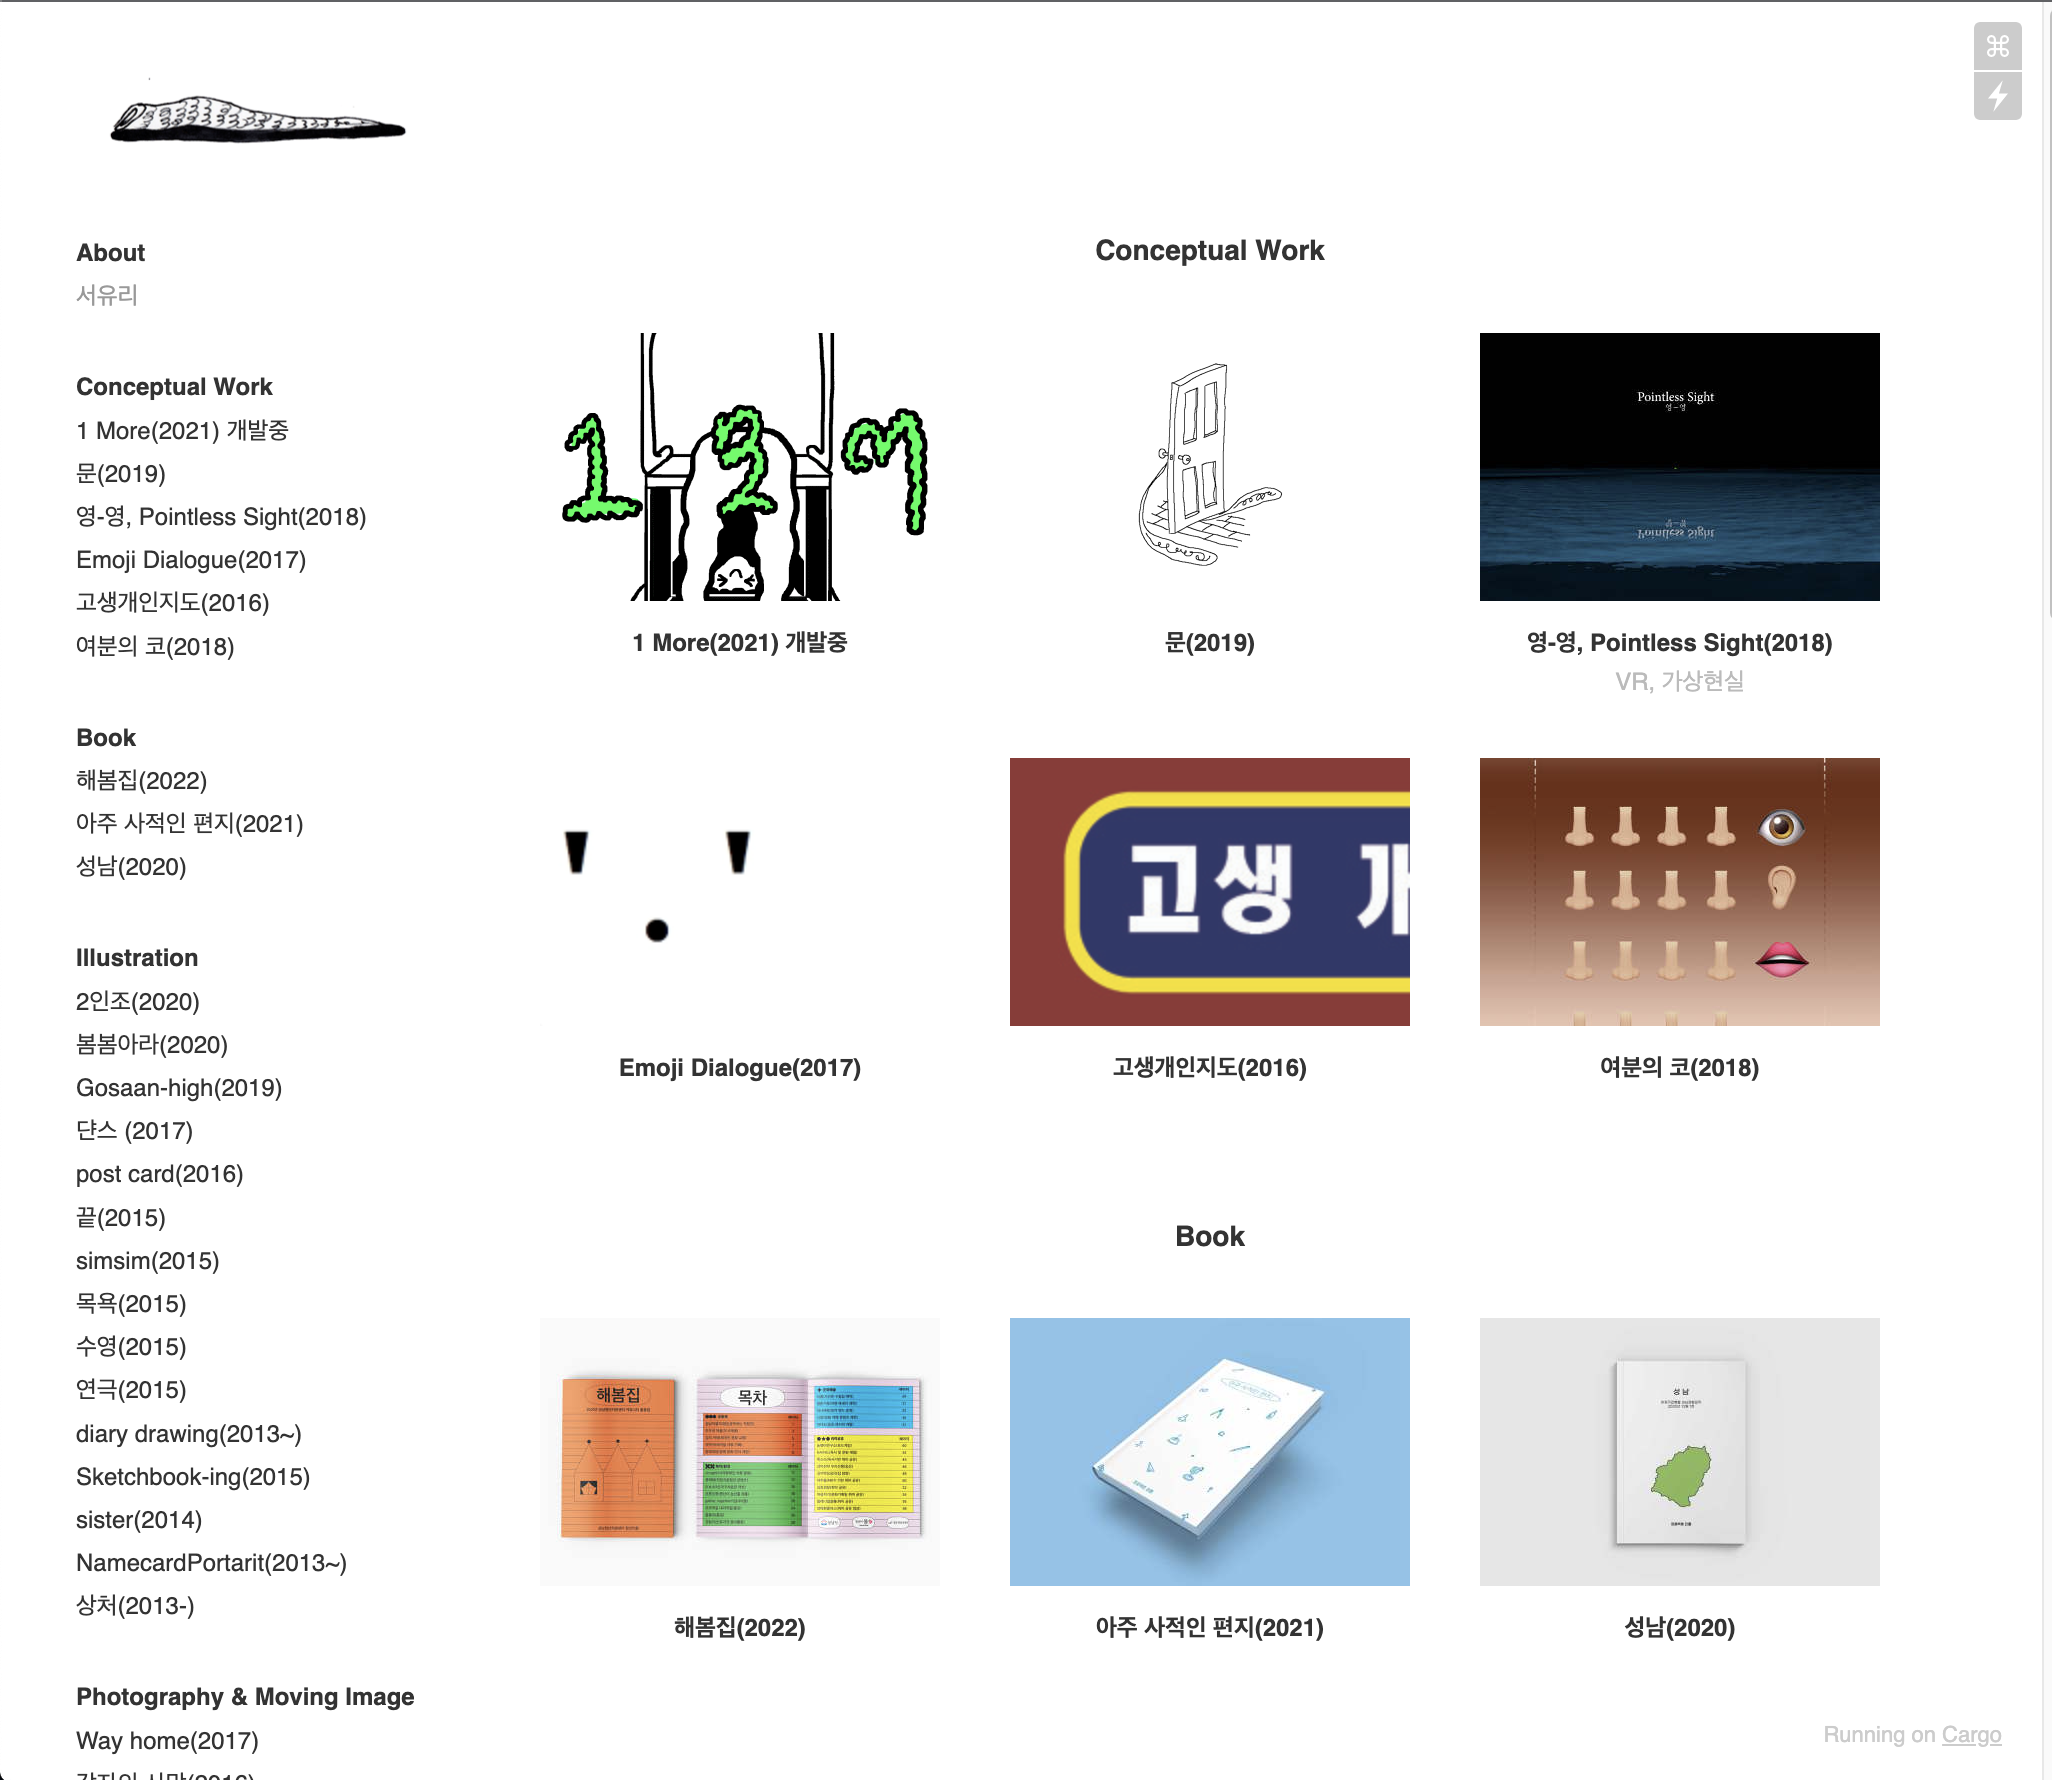 About
서유리
Conceptual Work
1 More(2021) 개발중
문(2019)
영-영, Pointless Sight(2018)
Emoji Dialogue(2017)
고생개인지도(2016)
여분의 코(2018)
Book
해봄집(2022)
아주 사적인 편지(2021)
성남(2020)
Illustration
2인조(2020)
봄봄아라(2020)
Gosaan-high(2019)
댠스 (2017)
post card(2016)
끝(2015)
simsim(2015)
목욕(2015)
수영(2015)
연극(2015)
diary drawing(2013~)
Sketchbook-ing(2015)
sister(2014)
NamecardPortarit(2013~)
상처(2013-)
Photography & Moving Image
Way home(2017)
Conceptual Work
1 2 3
Pointless Sight
영-영
Pointless Sight
1 More(2021) 개발중
문(2019)
영-영, Pointless Sight(2018)
VR, 가상현실
고생 개
Emoji Dialogue(2017)
고생개인지도(2016)
여분의 코(2018)
Book
해봄집
목차
성남
해봄집(2022)
아주 사적인 편지(2021)
성남(2020)
Running on Cargo